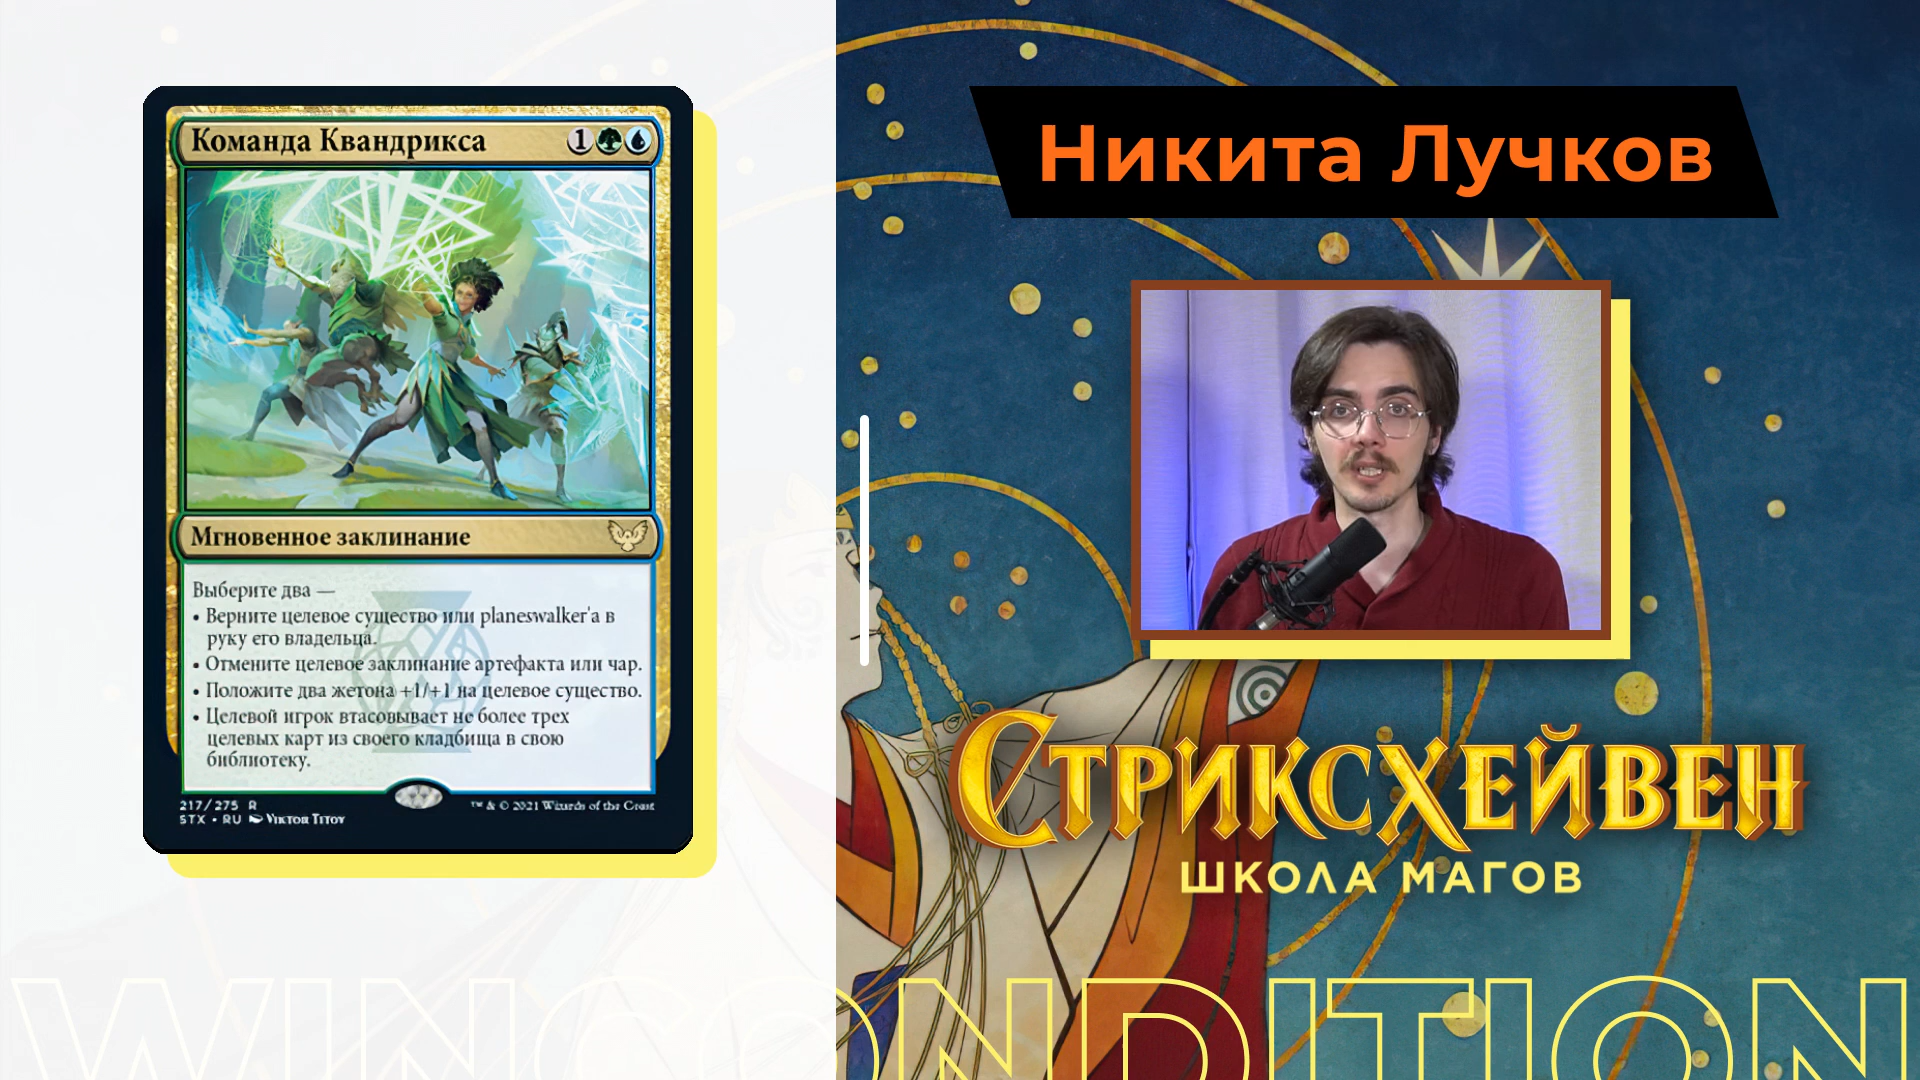 Команда Квандрикса
1
Мгновенное заклинание
Выберите два —
• Верните целевое существо или planeswalker'а в
руку его владельца.
• Отмените целевое заклинание артефакта или чар.
• Положите два жетона +1/+1 на целевое существо.
• Целевой игрок втасовывает не более трех
целевых карт из своего кладбища в свою
библиотеку.
217/275 R
STX • RU Viktor Titov
™ & © 2021 Wizards of the Coast
Никита Лучков
Стриксхейвен
ШКОЛА МАГОВ
WINCONDITION